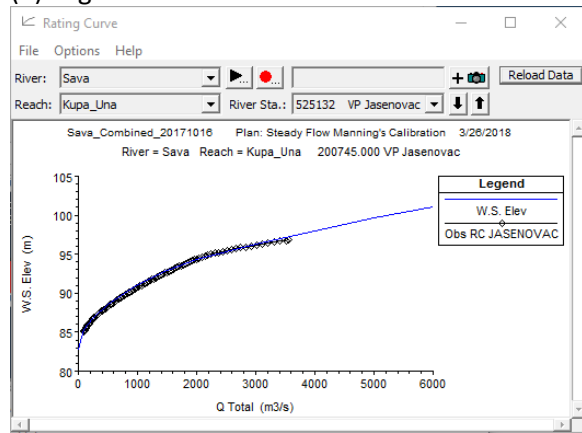 Rating Curve
File Options Help
River: Sava ... ... Reload Data
Reach: Kupa_Una River Sta.: 525132 VP Jasenovac
Sava_Combined_20171016 Plan: Steady Flow Manning's Calibration 3/26/2018
River = Sava Reach = Kupa_Una 200745.000 VP Jasenovac
105
100
95
90
85
80
W.S. Elev (m)
0 1000 2000 3000 4000 5000 6000
Q Total (m3/s)
Legend
W.S. Elev
Obs RC JASENOVAC